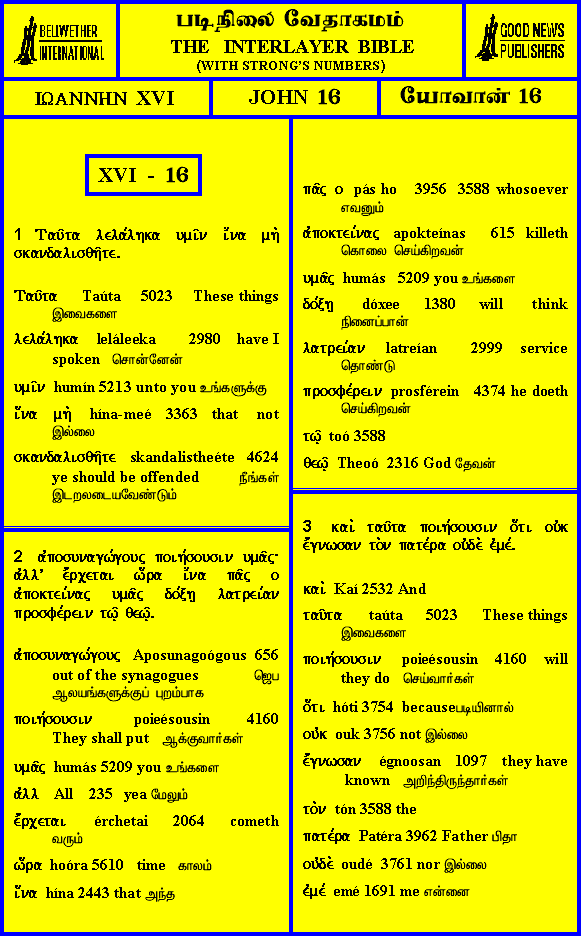 BELLWETHER
INTERNATIONAL
படிநிலை வேதாகமம்
THE INTERLAYER BIBLE
(WITH STRONG'S NUMBERS)
GOOD NEWS
PUBLISHERS
ΙΩΑΝΝΗΝ XVI
JOHN 16
யோவான் 16
XVI - 16
1 Ταῦτα λελάληκα υμῖν ἵνα μὴ
σκανδαλισθῆτε.
Ταῦτα Taúta 5023 These things
இவைகளை
λελάληκα leláleeka 2980 have I
spoken சொன்னேன்
υμῖν humín 5213 unto you உங்களுக்கு
ἵνα μὴ hína-meé 3363 that not
இல்லை
σκανδαλισθῆτε skandalistheéte 4624
ye should be offended நீங்கள்
இடறலடையவேண்டும்
2 ἀποσυναγώγους ποιήσουσιν υμᾶς·
ἀλλ' ἔρχεται ὥρα ἵνα πᾶς ο
ἀποκτείνας υμᾶς δόξῃ λατρείαν
προσφέρειν τῷ θεῷ.
ἀποσυναγώγους Aposunagoógous 656
out of the synagogues ஜெப
ஆலயங்களுக்குப் புறம்பாக
ποιήσουσιν poieésousin 4160
They shall put ஆக்குவார்கள்
υμᾶς humás 5209 you உங்களை
ἀλλ All 235 yea மேலும்
ἔρχεται érchetai 2064 cometh
வரும்
ὥρα hoóra 5610 time காலம்
ἵνα hína 2443 that அந்த
πᾶς ο pás ho 3956 3588 whosoever
எவனும்
ἀποκτείνας apokteínas 615 killeth
கொலை செய்கிறவன்
υμᾶς humás 5209 you உங்களை
δόξῃ dóxee 1380 will think
நினைப்பான்
λατρείαν latreían 2999 service
தொண்டு
προσφέρειν prosférein 4374 he doeth
செய்கிறவன்
τῷ toó 3588
θεῷ Theoó 2316 God தேவன்
3 καὶ ταῦτα ποιήσουσιν ὅτι οὐκ
ἔγνωσαν τὸν πατέρα οὐδὲ ἐμέ.
καὶ Kaí 2532 And
ταῦτα taúta 5023 These things
இவைகளை
ποιήσουσιν poieésousin 4160 will
they do செய்வார்கள்
ὅτι hóti 3754 becauseபடியினால்
οὐκ ouk 3756 not இல்லை
ἔγνωσαν égnoosan 1097 they have
known அறிந்திருந்தார்கள்
τὸν tón 3588 the
πατέρα Patéra 3962 Father பிதா
οὐδὲ oudé 3761 nor இல்லை
ἐμέ emé 1691 me என்னை